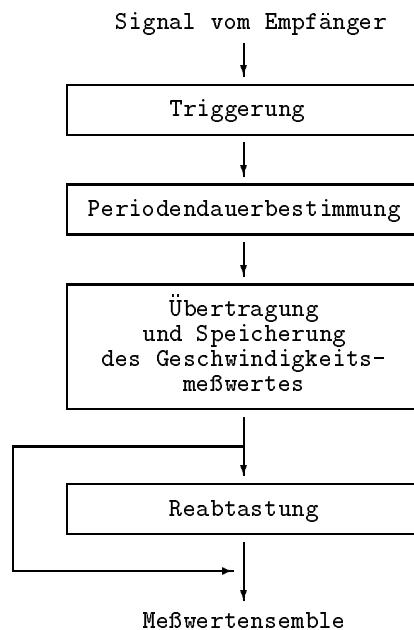 Signal vom Empfänger
Triggerung
Periodendauerbestimmung
Übertragung
und Speicherung
des Geschwindigkeits-
meßwertes
Reabtastung
Meßwertensemble